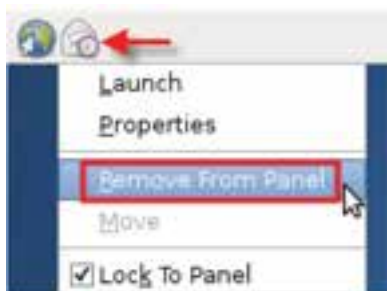 Launch
Properties
Remove From Panel
Move
Lock To Panel